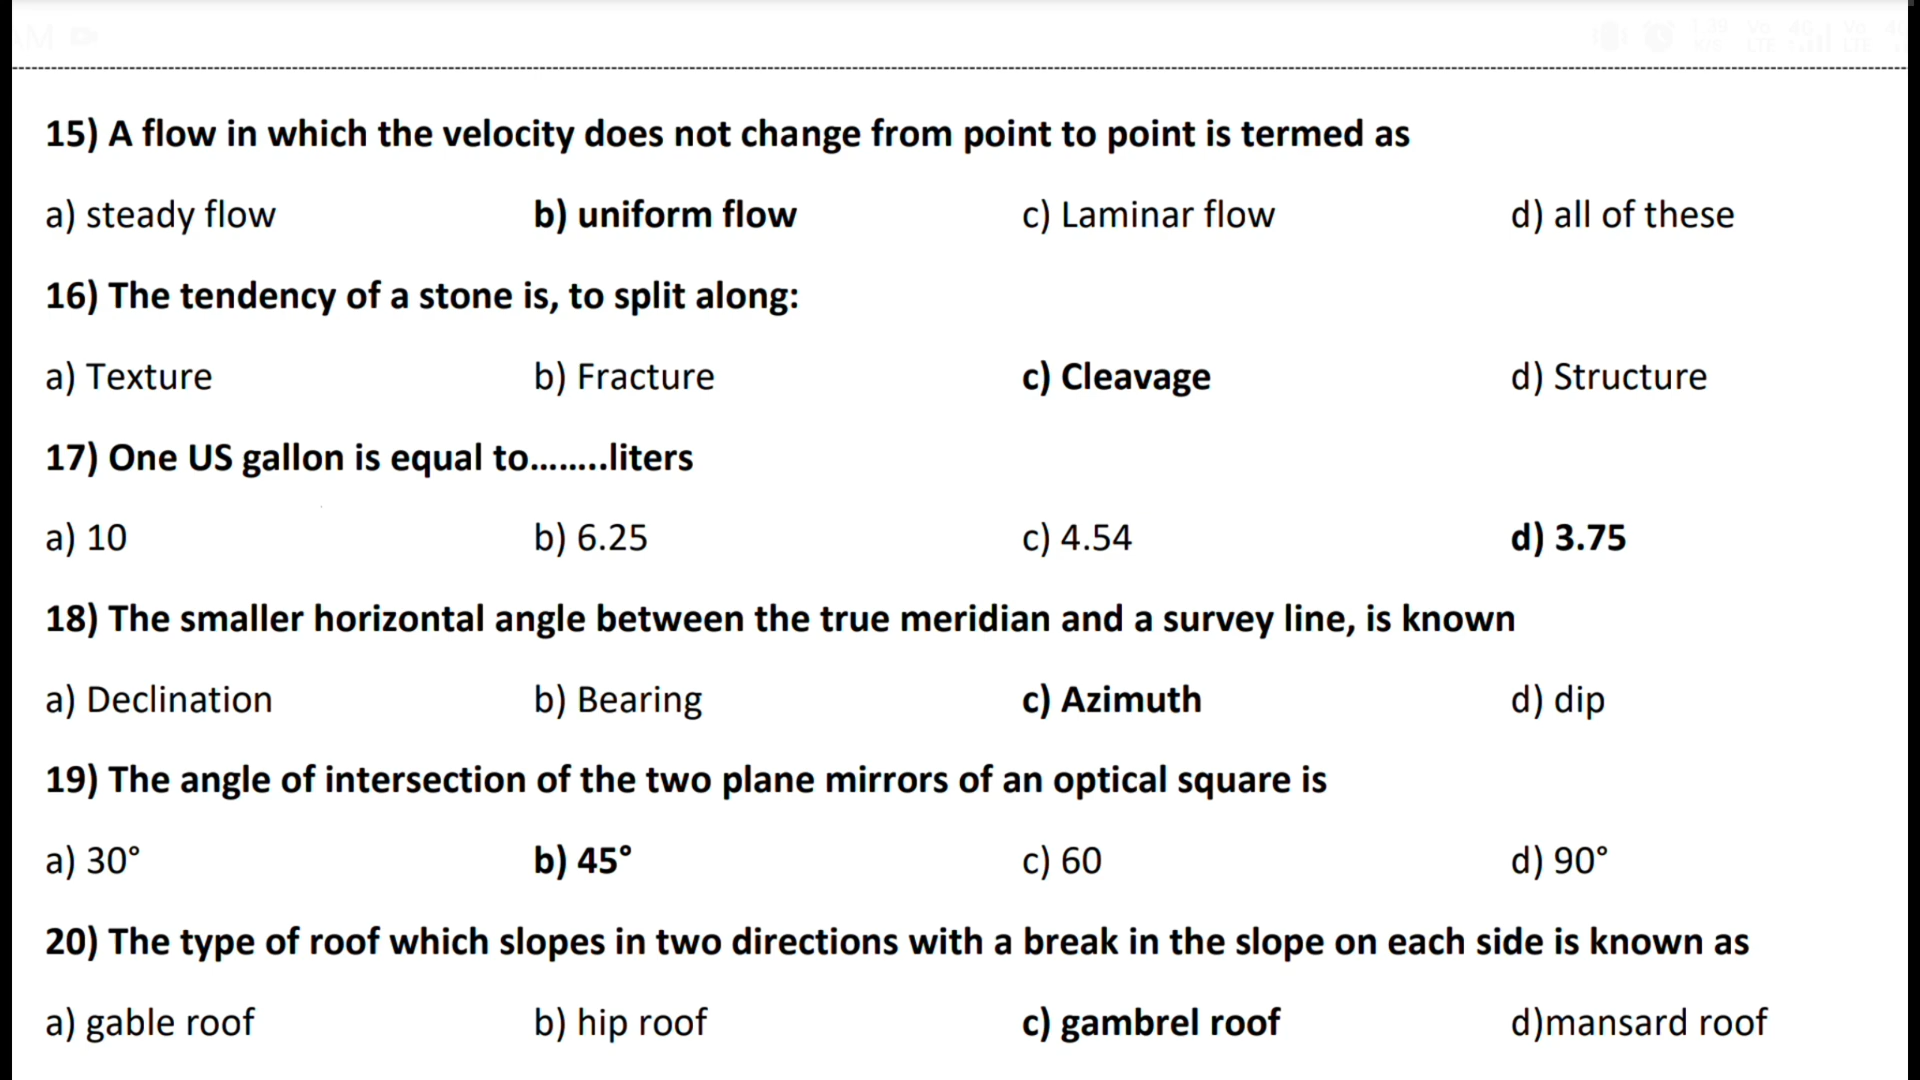 15) A flow in which the velocity does not change from point to point is termed as
a) steady flow b) uniform flow c) Laminar flow d) all of these
16) The tendency of a stone is, to split along:
a) Texture b) Fracture c) Cleavage d) Structure
17) One US gallon is equal to........liters
a) 10 b) 6.25 c) 4.54 d) 3.75
18) The smaller horizontal angle between the true meridian and a survey line, is known
a) Declination b) Bearing c) Azimuth d) dip
19) The angle of intersection of the two plane mirrors of an optical square is
a) 30° b) 45° c) 60 d) 90°
20) The type of roof which slopes in two directions with a break in the slope on each side is known as
a) gable roof b) hip roof c) gambrel roof d)mansard roof